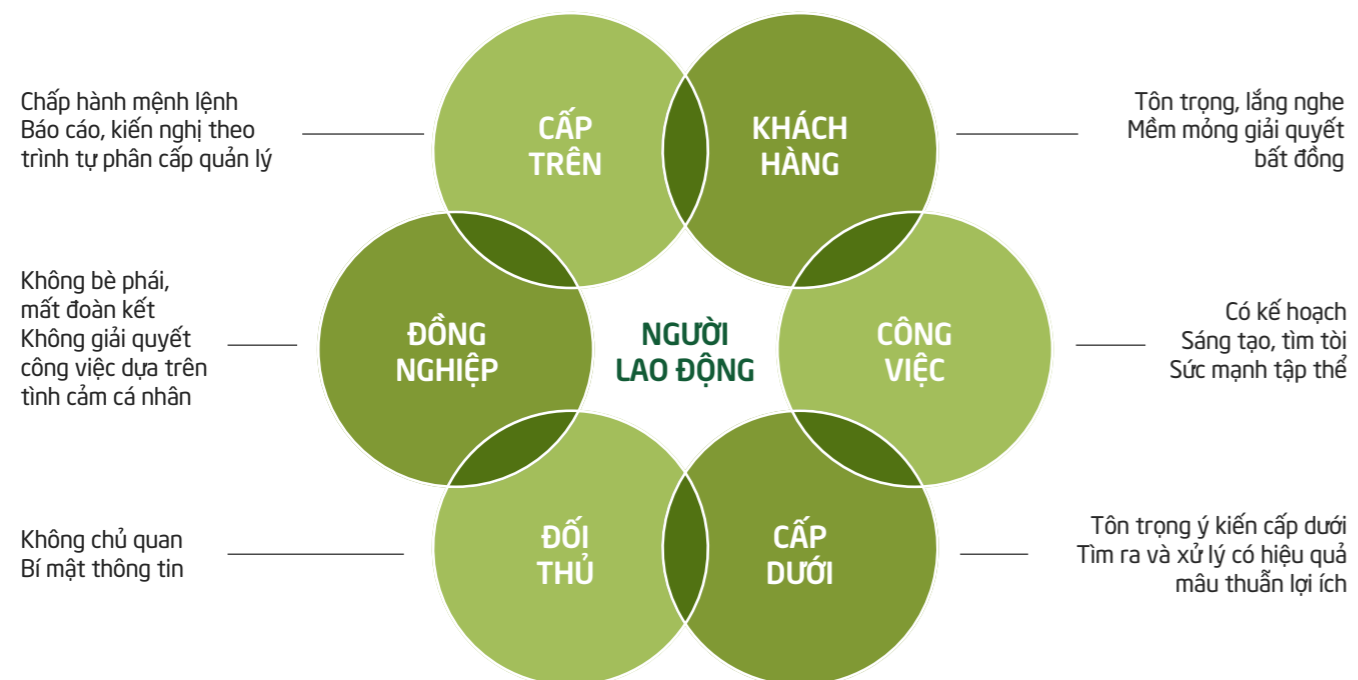 Chấp hành mệnh lệnh
Báo cáo, kiến nghị theo
trình tự phân cấp quản lý
CẤP
TRÊN
KHÁCH
HÀNG
Tôn trọng, lắng nghe
Mềm mỏng giải quyết
bất đồng
Không bè phái,
mất đoàn kết
Không giải quyết
công việc dựa trên
tình cảm cá nhân
ĐỒNG
NGHIỆP
NGƯỜI
LAO ĐỘNG
CÔNG
VIỆC
Có kế hoạch
Sáng tạo, tìm tòi
Sức mạnh tập thể
Không chủ quan
Bí mật thông tin
ĐỐI
THỦ
CẤP
DƯỚI
Tôn trọng ý kiến cấp dưới
Tìm ra và xử lý có hiệu quả
mâu thuẫn lợi ích